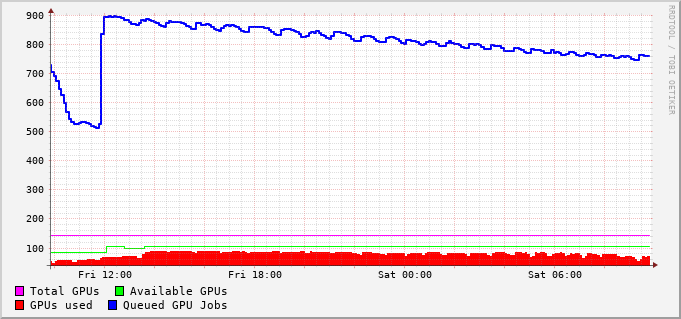 900
800
700
600
500
400
300
200
100
Fri 12:00 Fri 18:00 Sat 00:00 Sat 06:00
Total GPUs Available GPUs
GPUs used Queued GPU Jobs
RRDTOOL / TOBI OETIKER